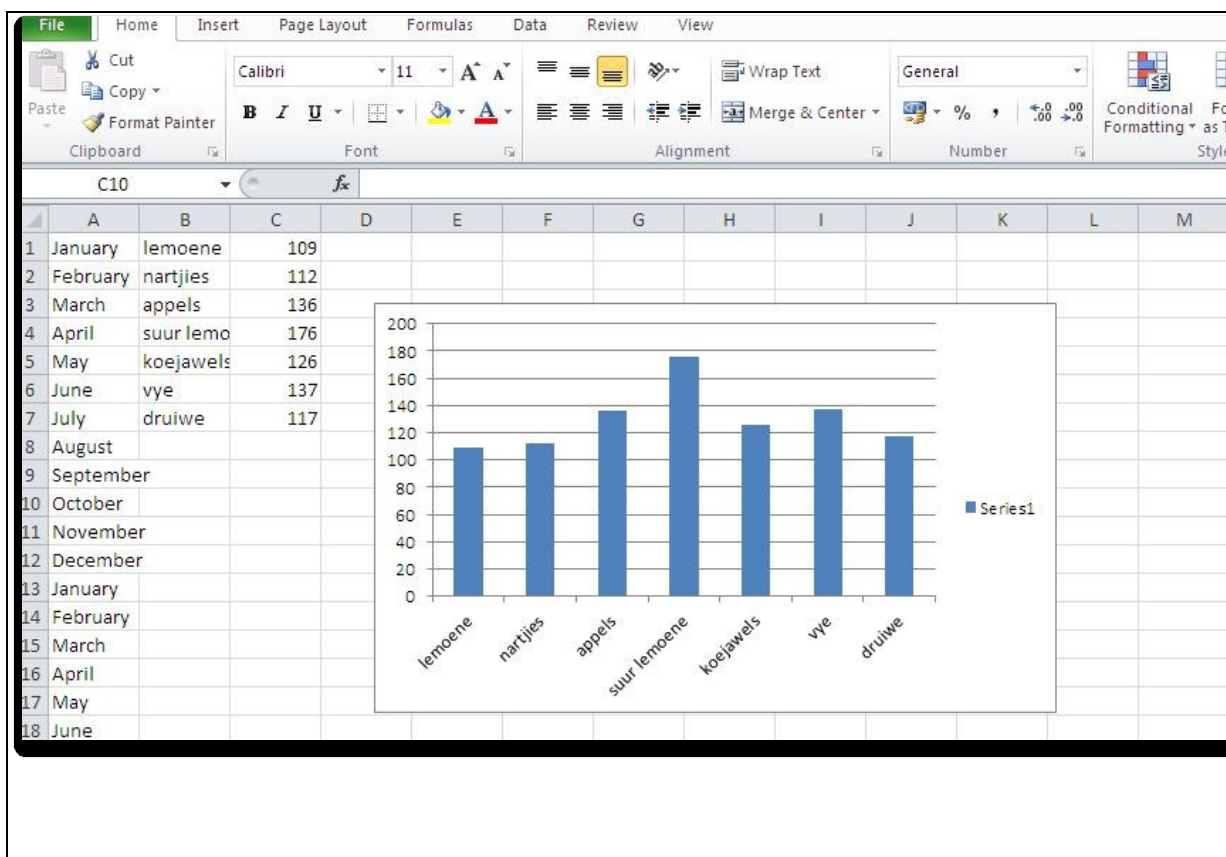 File Home Insert Page Layout Formulas Data Review View
Cut
Copy
Format Painter
Paste
Calibri 11 A A
Wrap Text
General
B I U A
Merge & Center
% , .0 .00 .00 .0
Conditional Formatting
as
Clipboard Font Alignment Number
C10 fx
A B C D E F G H I J K L M
1 January lemoene 109
2 February nartjies 112
3 March appels 136
4 April suur lemo 176
5 May koejawels 126
6 June vye 137
7 July druiwe 117
8 August
9 September
10 October
11 November
12 December
13 January
14 February
15 March
16 April
17 May
18 June
200
180
160
140
120
100
80
60
40
20
0
lemoene nartjies appels suur lemoene koejawels vye druiwe
Series1